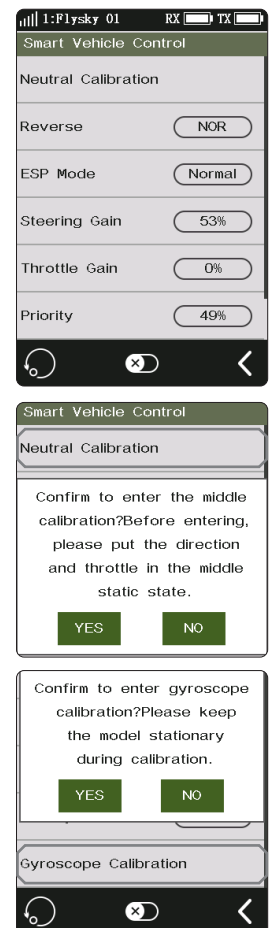 1:Flysky 01 RX TX
Smart Vehicle Control
Neutral Calibration
Reverse NOR
ESP Mode Normal
Steering Gain 53%
Throttle Gain 0%
Priority 49%
Smart Vehicle Control
Neutral Calibration
Confirm to enter the middle
calibration?Before entering,
please put the direction
and throttle in the middle
static state.
YES NO
Confirm to enter gyroscope
calibration?Please keep
the model stationary
during calibration.
YES NO
Gyroscope Calibration